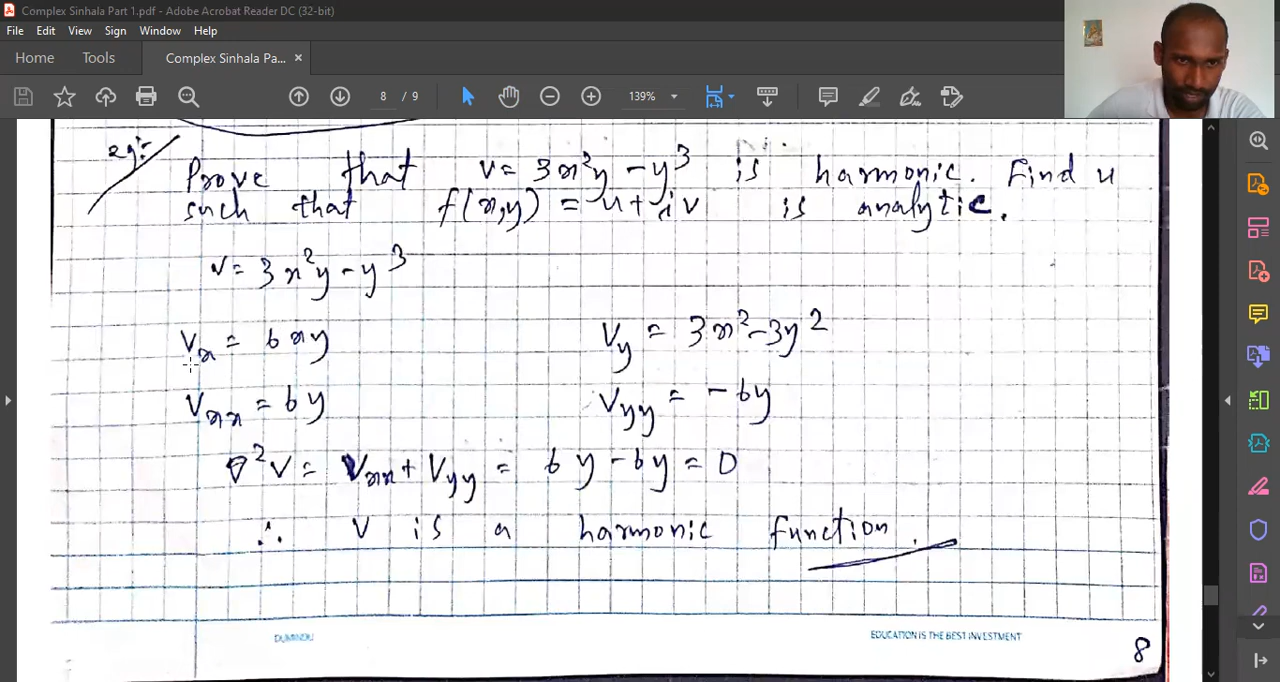 Complex Sinhala Part 1.pdf - Adobe Acrobat Reader DC (32-bit)
File Edit View Sign Window Help
Home Tools Complex Sinhala Pa... ×
8 / 9 139%
eg:-
Prove that v = 3x²y - y³ is harmonic. Find u
such that f(x,y) = u + iv is analytic.
v = 3x²y - y³
Vx = 6xy Vy = 3x² - 3y²
Vxx = 6y Vyy = -6y
∇²V = Vxx + Vyy = 6y - 6y = 0
∴ V is a harmonic function.
DUMINDU EDUCATION IS THE BEST INVESTMENT
8